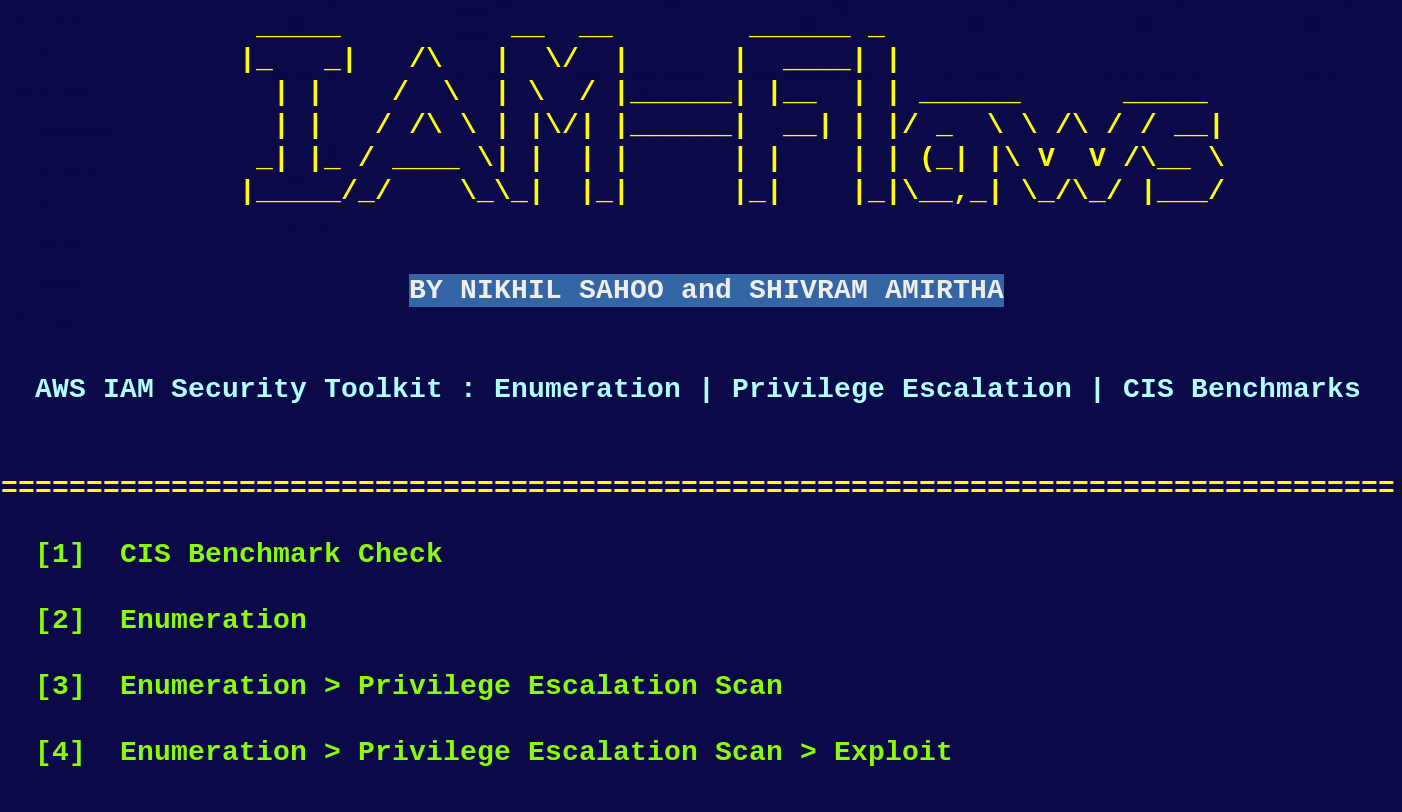 IAM-Flaws
BY NIKHIL SAHOO and SHIVRAM AMIRTHA
AWS IAM Security Toolkit : Enumeration | Privilege Escalation | CIS Benchmarks
==================================================================================
[1]  CIS Benchmark Check
[2]  Enumeration
[3]  Enumeration > Privilege Escalation Scan
[4]  Enumeration > Privilege Escalation Scan > Exploit